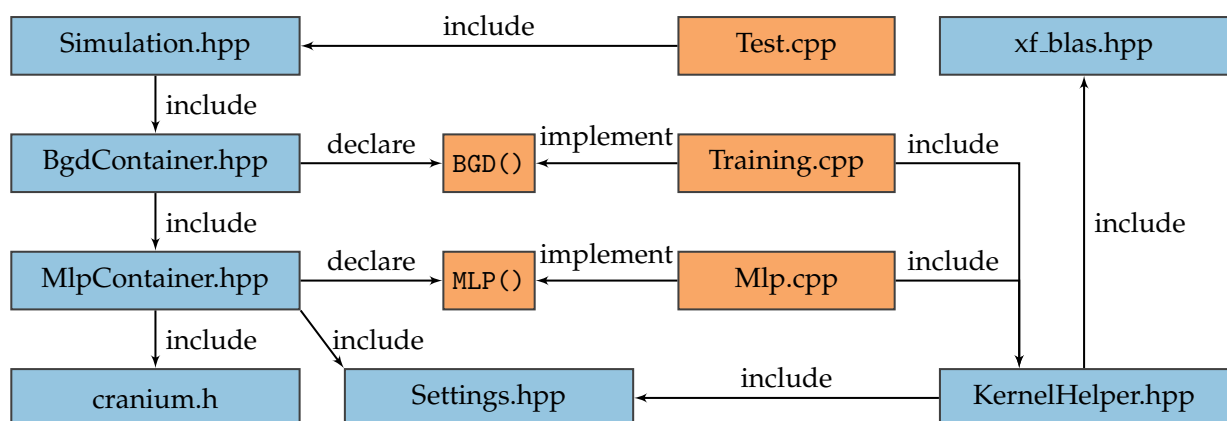 Simulation.hpp include Test.cpp xf_blas.hpp
include
BgdContainer.hpp declare BGD() implement Training.cpp include
include include
MlpContainer.hpp declare MLP() implement Mlp.cpp include
include include
cranium.h Settings.hpp include KernelHelper.hpp